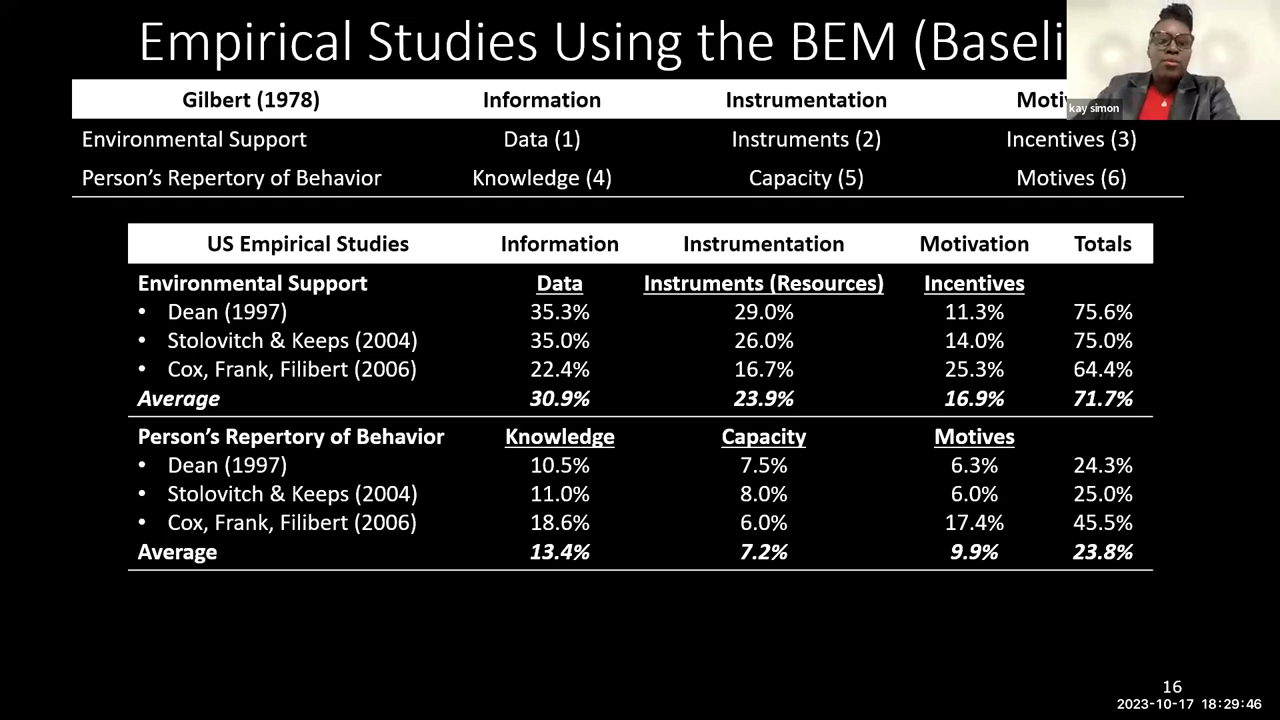 Empirical Studies Using the BEM
kay simon
Gilbert (1978) Information Instrumentation
Environmental Support Data (1) Instruments (2) Incentives (3)
Person's Repertory of Behavior Knowledge (4) Capacity (5) Motives (6)
US Empirical Studies Information Instrumentation Motivation Totals
Environmental Support Data Instruments (Resources) Incentives
• Dean (1997) 35.3% 29.0% 11.3% 75.6%
• Stolovitch & Keeps (2004) 35.0% 26.0% 14.0% 75.0%
• Cox, Frank, Filibert (2006) 22.4% 16.7% 25.3% 64.4%
Average 30.9% 23.9% 16.9% 71.7%
Person's Repertory of Behavior Knowledge Capacity Motives
• Dean (1997) 10.5% 7.5% 6.3% 24.3%
• Stolovitch & Keeps (2004) 11.0% 8.0% 6.0% 25.0%
• Cox, Frank, Filibert (2006) 18.6% 6.0% 17.4% 45.5%
Average 13.4% 7.2% 9.9% 23.8%
16
2023-10-17 18:29:46